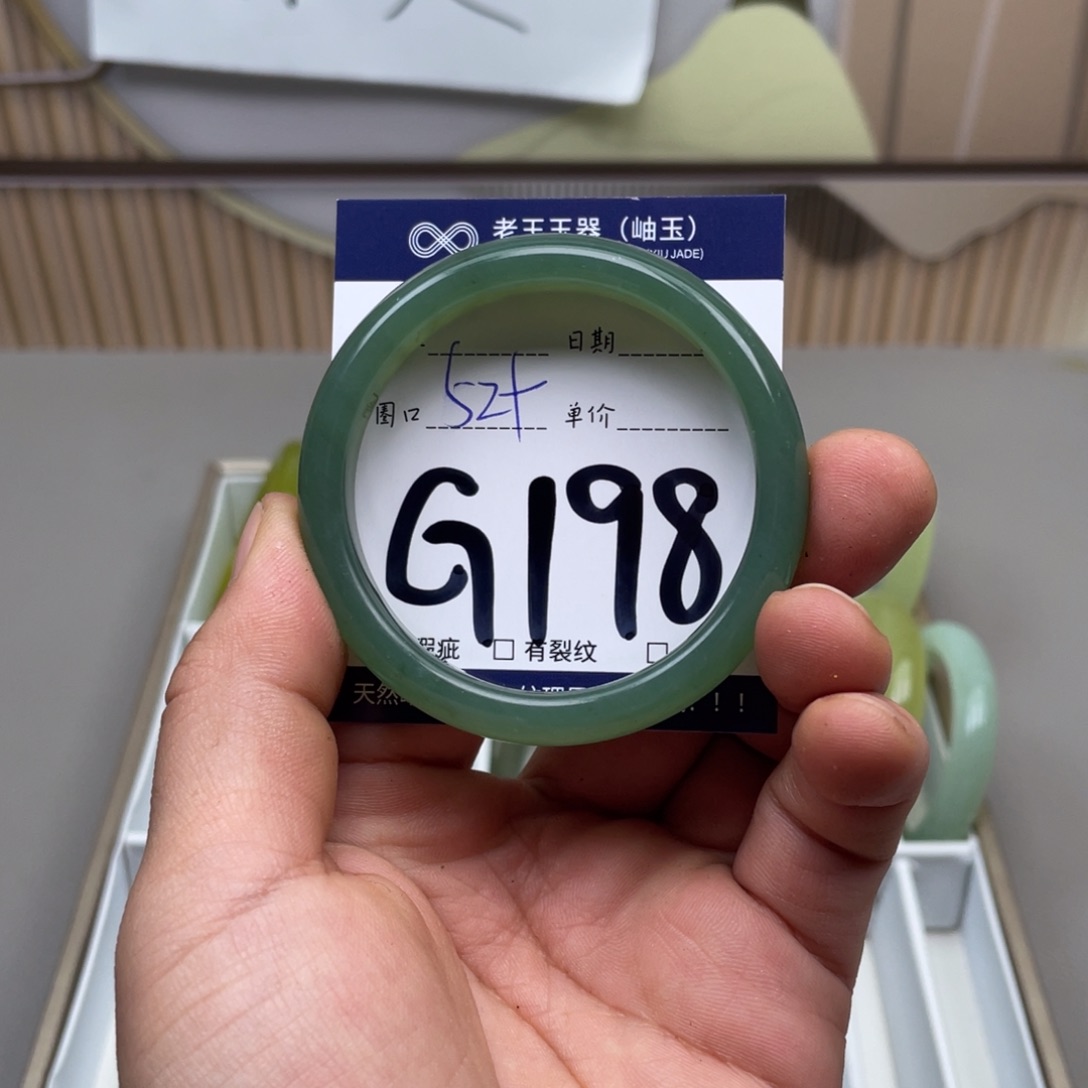 老王玉器（岫玉）
JADE)
日期
圈口 52+ 单价
G198
瑕疵 □ 有裂纹 □
天然 ！！